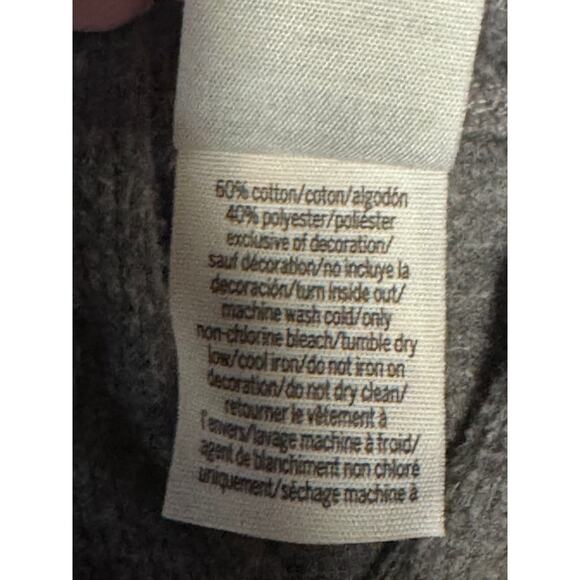 60% cotton/coton/algodón
40% polyester/poliéster
exclusive of decoration/
sauf décoration/no incluye la
decoración/turn inside out/
machine wash cold/only
non-chlorine bleach/tumble dry
low/cool iron/do not iron on
decoration/do not dry clean/
retourner le vêtement à
l'envers/lavage machine à froid/
agent de blanchiment non chloré
uniquement/séchage machine à